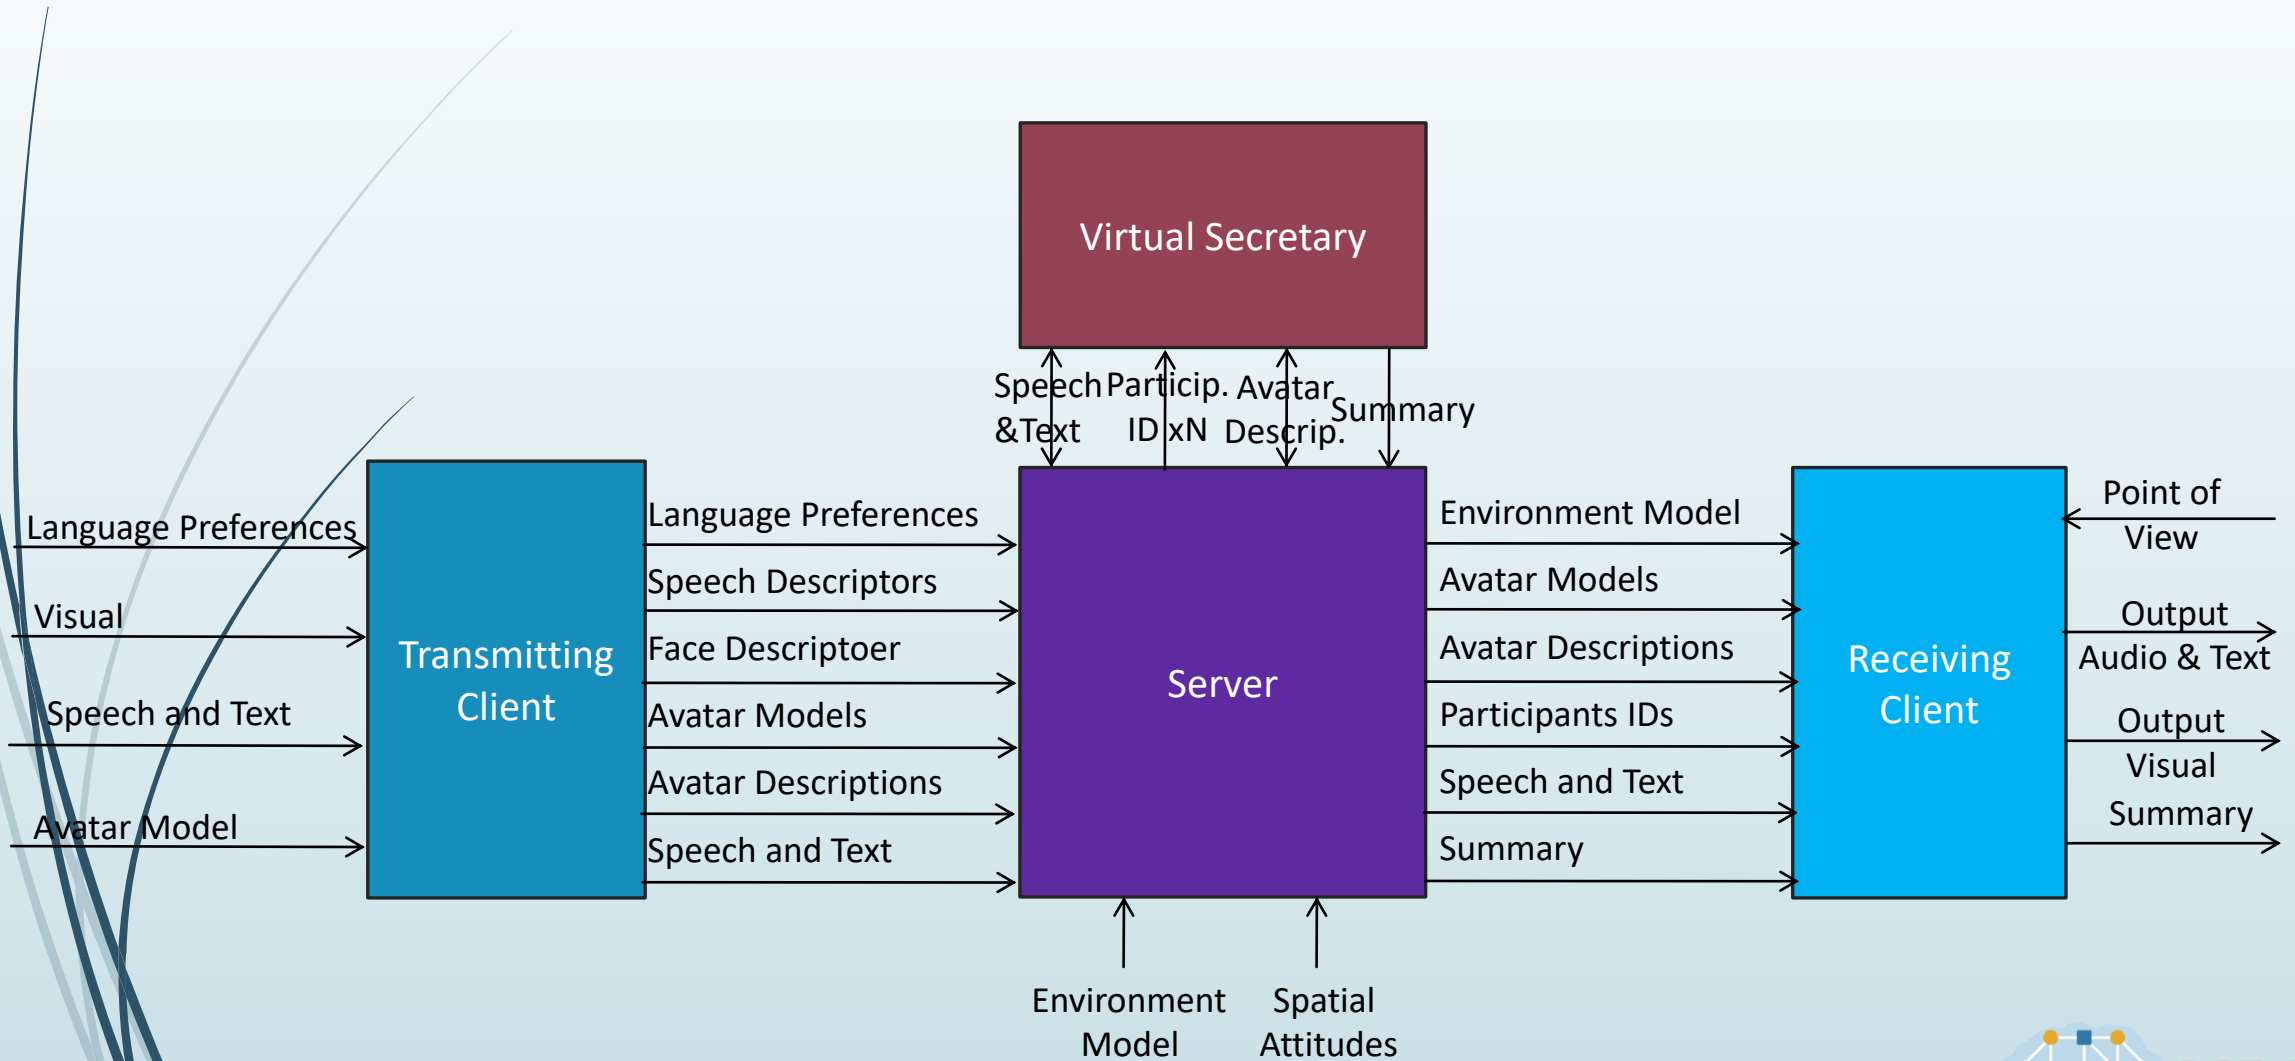 Virtual Secretary
Speech
&Text
Particip.
ID xN
Avatar
Descrip.
Summary
Language Preferences
Visual
Speech and Text
Avatar Model
Transmitting
Client
Language Preferences
Speech Descriptors
Face Descriptoer
Avatar Models
Avatar Descriptions
Speech and Text
Server
Environment
Model
Spatial
Attitudes
Environment Model
Avatar Models
Avatar Descriptions
Participants IDs
Speech and Text
Summary
Receiving
Client
Point of
View
Output
Audio & Text
Output
Visual
Summary